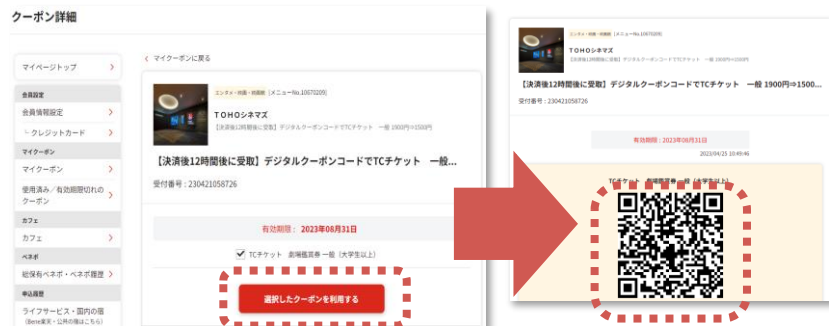 クーポン詳細
マイページトップ
会員設定
会員情報設定
クレジットカード
マイクーポン
マイクーポン
使用済み／有効期限切れの
クーポン
カフェ
カフェ
ベネポ
総保有ベネポ・ベネポ履歴
申込履歴
ライフサービス・国内の宿
(Bene楽天・公共の宿はこちら)
マイクーポンに戻る
エンタメ・映画・映画館 [メニューNo.10670209]
TOHOシネマズ
【決済後12時間後に受取】デジタルクーポンコードでTCチケット 一般 1900円⇒1500円
【決済後12時間後に受取】デジタルクーポンコードでTCチケット 一般...
受付番号：230421058726
有効期限： 2023年08月31日
TCチケット 劇場鑑賞券 一般（大学生以上）
選択したクーポンを利用する
エンタメ・映画・映画館 [メニューNo.10670209]
TOHOシネマズ
【決済後12時間後に受取】デジタルクーポンコードでTCチケット 一般 1900円⇒1500円
【決済後12時間後に受取】デジタルクーポンコードでTCチケット 一般 1900円⇒1500...
受付番号：230421058726
有効期限：2023年08月31日
2023/04/25 10:49:46
TCチケット 劇場鑑賞券 一般（大学生以上）